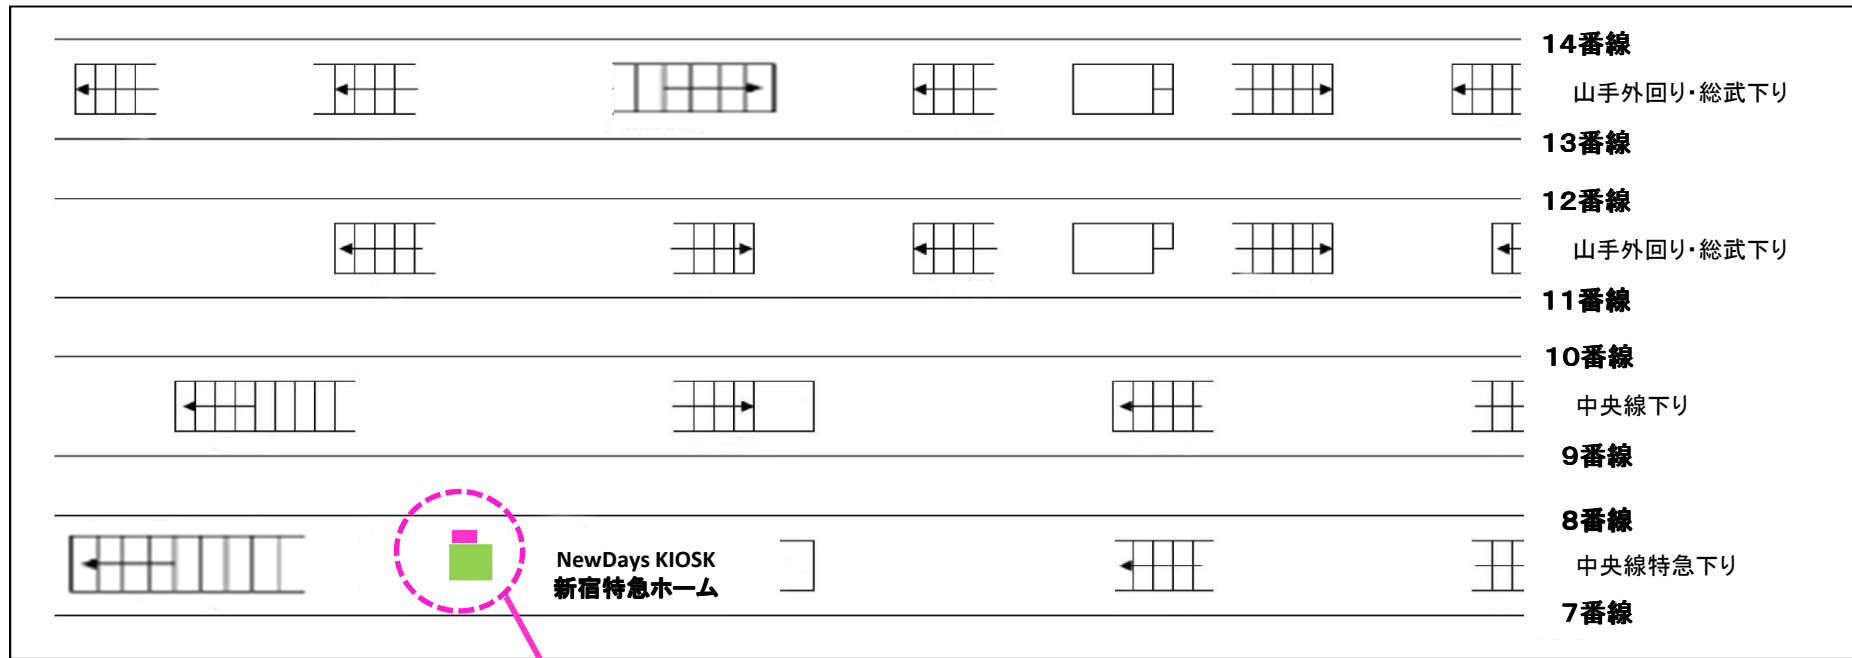 14番線
山手外回り・総武下り
13番線
12番線
山手外回り・総武下り
11番線
10番線
中央線下り
9番線
8番線
NewDays KIOSK
新宿特急ホーム
中央線特急下り
7番線